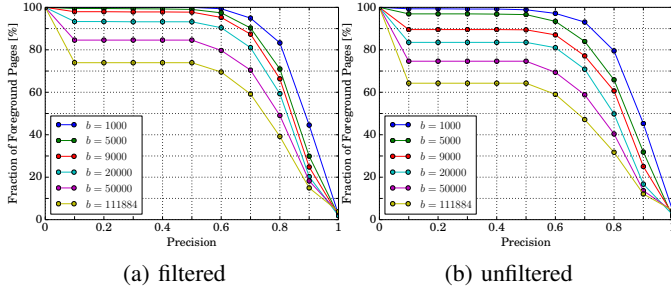 Fraction of Foreground Pages [%]
100
80
60
40
20
0
b = 1000
b = 5000
b = 9000
b = 20000
b = 50000
b = 111884
0 0.2 0.4 0.6 0.8 1
Precision
(a) filtered
Fraction of Foreground Pages [%]
100
80
60
40
20
0
b = 1000
b = 5000
b = 9000
b = 20000
b = 50000
b = 111884
0 0.2 0.4 0.6 0.8 1
Precision
(b) unfiltered